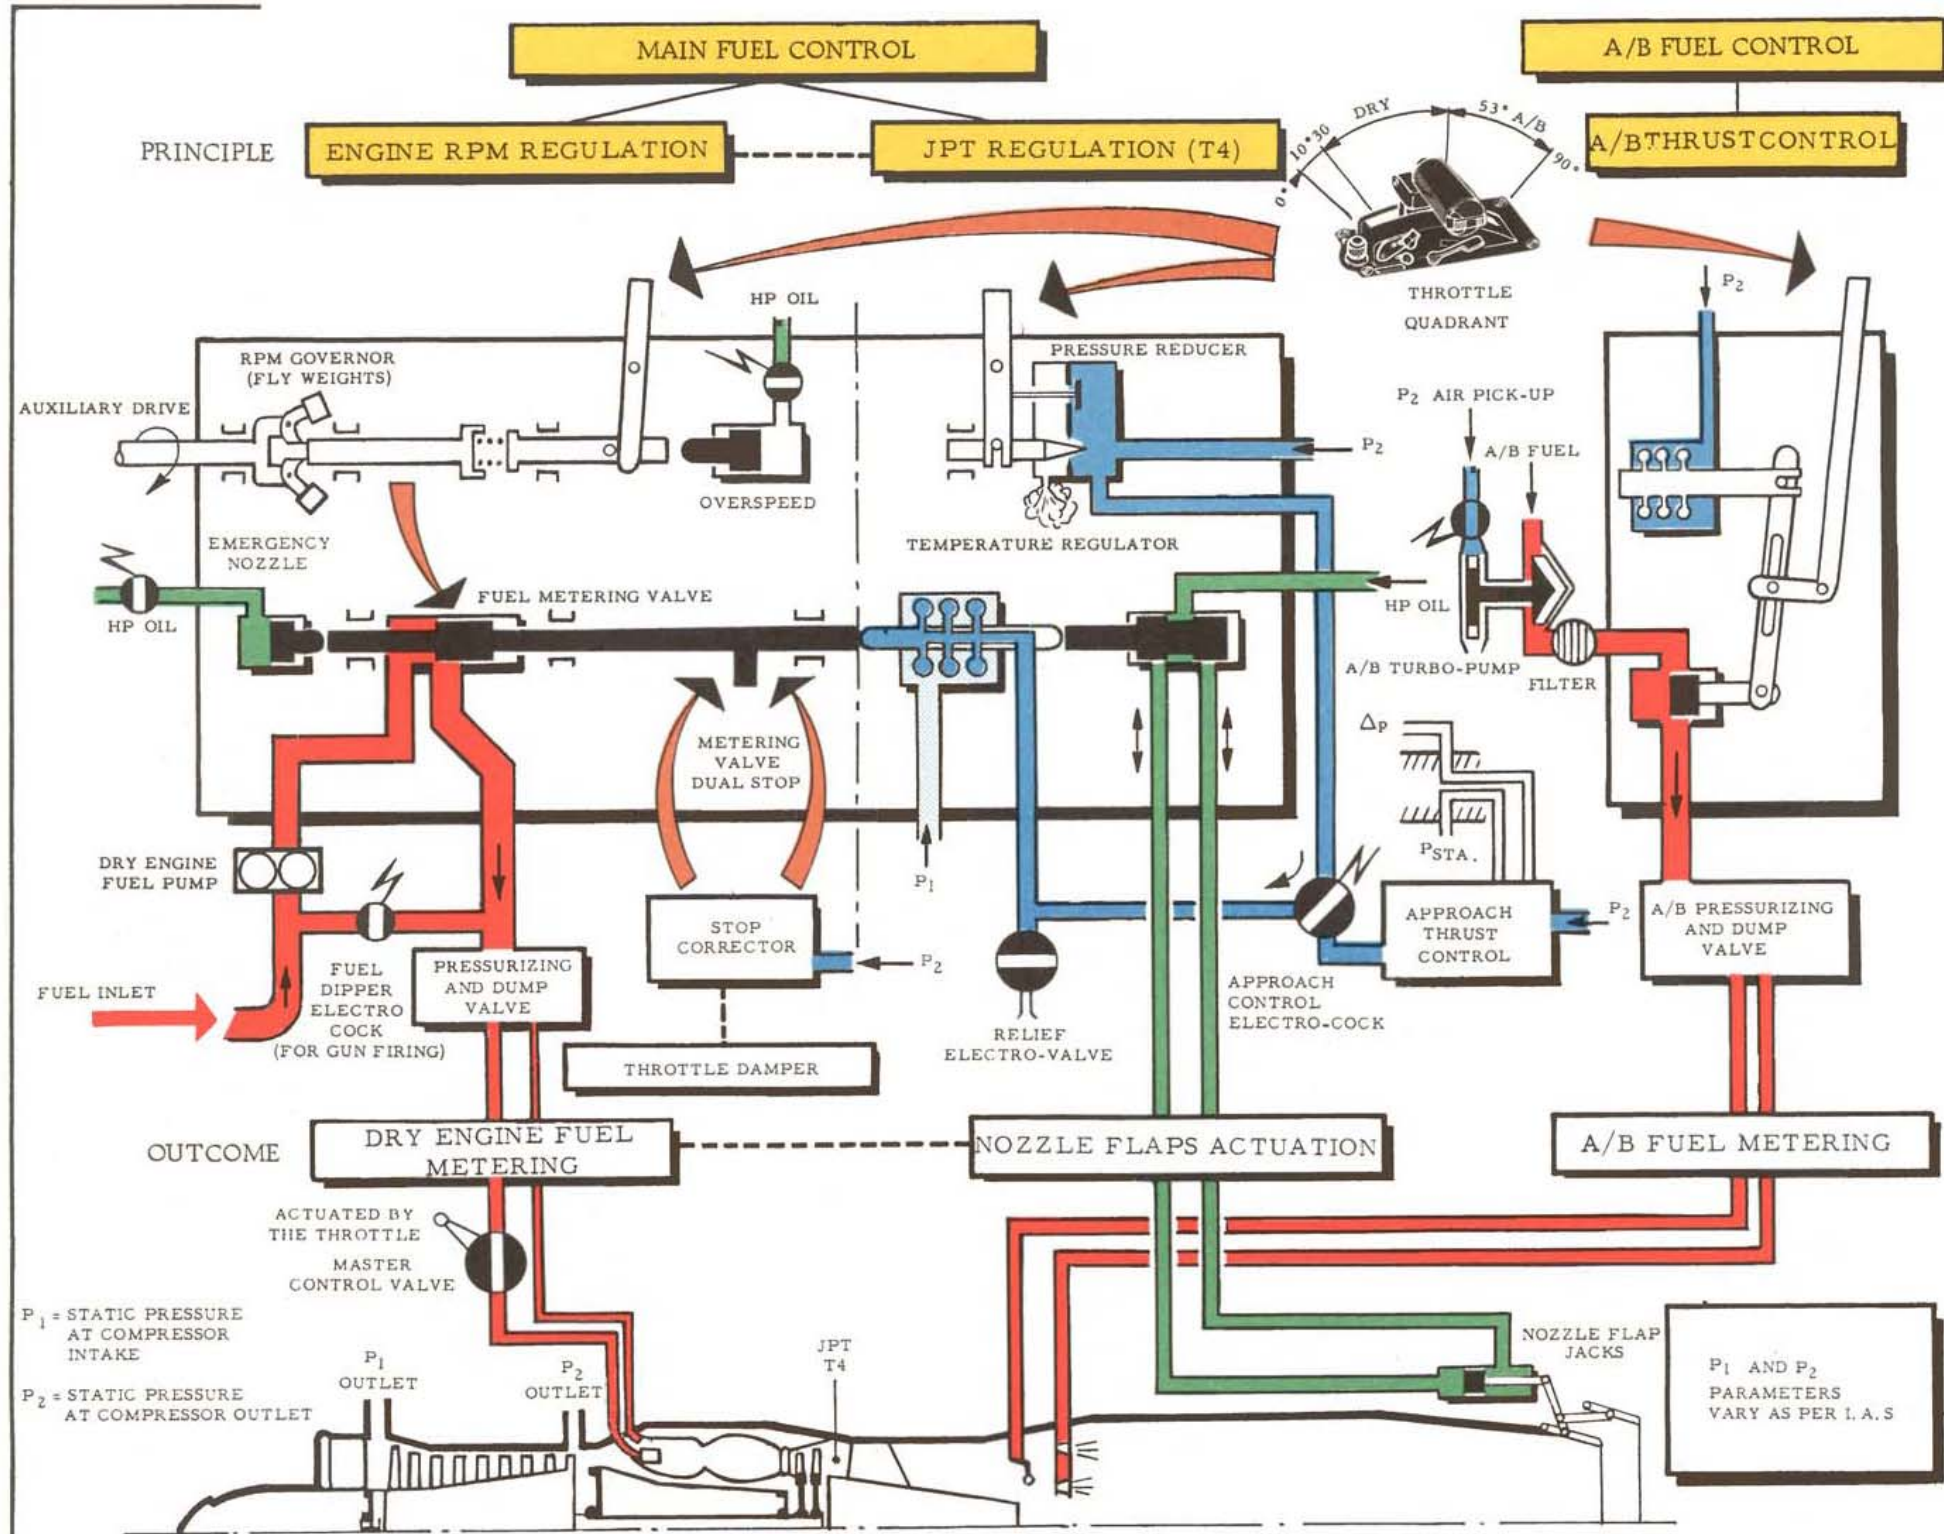 MAIN FUEL CONTROL
A/B FUEL CONTROL
PRINCIPLE
ENGINE RPM REGULATION
JPT REGULATION (T4)
A/B THRUST CONTROL
0°
10°30
DRY
53° A/B
90°
THROTTLE
QUADRANT
HP OIL
P2
RPM GOVERNOR
(FLY WEIGHTS)
PRESSURE REDUCER
AUXILIARY DRIVE
P2 AIR PICK-UP
P2
A/B FUEL
OVERSPEED
EMERGENCY
NOZZLE
TEMPERATURE REGULATOR
FUEL METERING VALVE
HP OIL
HP OIL
A/B TURBO-PUMP
FILTER
METERING
VALVE
DUAL STOP
ΔP
PSTA.
DRY ENGINE
FUEL PUMP
P1
STOP
CORRECTOR
P2
APPROACH
THRUST
CONTROL
P2
A/B PRESSURIZING
AND DUMP
VALVE
FUEL INLET
FUEL
DIPPER
ELECTRO
COCK
(FOR GUN FIRING)
PRESSURIZING
AND DUMP
VALVE
APPROACH
CONTROL
ELECTRO-COCK
RELIEF
ELECTRO-VALVE
THROTTLE DAMPER
OUTCOME
DRY ENGINE FUEL
METERING
NOZZLE FLAPS ACTUATION
A/B FUEL METERING
ACTUATED BY
THE THROTTLE
MASTER
CONTROL VALVE
P1 = STATIC PRESSURE
AT COMPRESSOR
INTAKE
P2 = STATIC PRESSURE
AT COMPRESSOR OUTLET
P1
OUTLET
P2
OUTLET
JPT
T4
NOZZLE FLAP
JACKS
P1 AND P2
PARAMETERS
VARY AS PER I.A.S